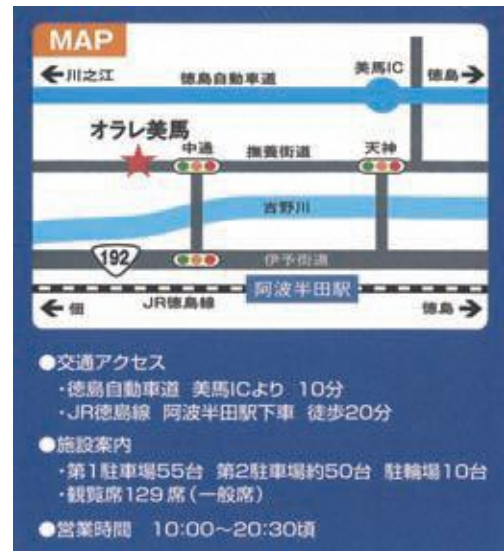 MAP
←川之江
徳島自動車道
美馬IC
徳島→
オラレ美馬
中通
撫養街道
天神
吉野川
192
伊予街道
阿波半田駅
←佃
JR徳島線
徳島→
●交通アクセス
・徳島自動車道 美馬ICより 10分
・JR徳島線 阿波半田駅下車 徒歩20分
●施設案内
・第1駐車場55台 第2駐車場約50台 駐輪場10台
・観覧席129席(一般席)
●営業時間 10:00〜20:30頃